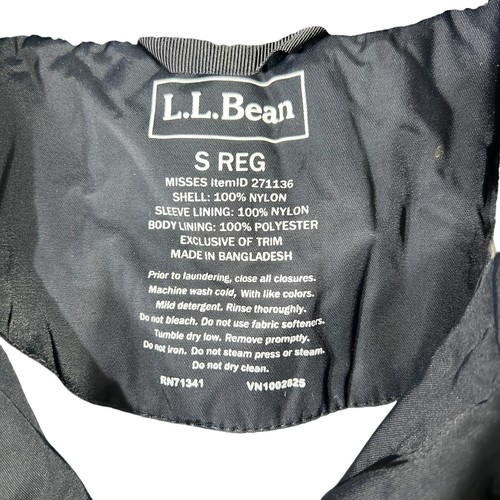 L.L.Bean
S REG
MISSES ItemID 271136
SHELL: 100% NYLON
SLEEVE LINING: 100% NYLON
BODY LINING: 100% POLYESTER
EXCLUSIVE OF TRIM
MADE IN BANGLADESH
Prior to laundering, close all closures.
Machine wash cold, With like colors.
Mild detergent. Rinse thoroughly.
Do not bleach. Do not use fabric softeners.
Tumble dry low. Remove promptly.
Do not iron. Do not steam press or steam.
Do not dry clean.
RN71341 VN1002025